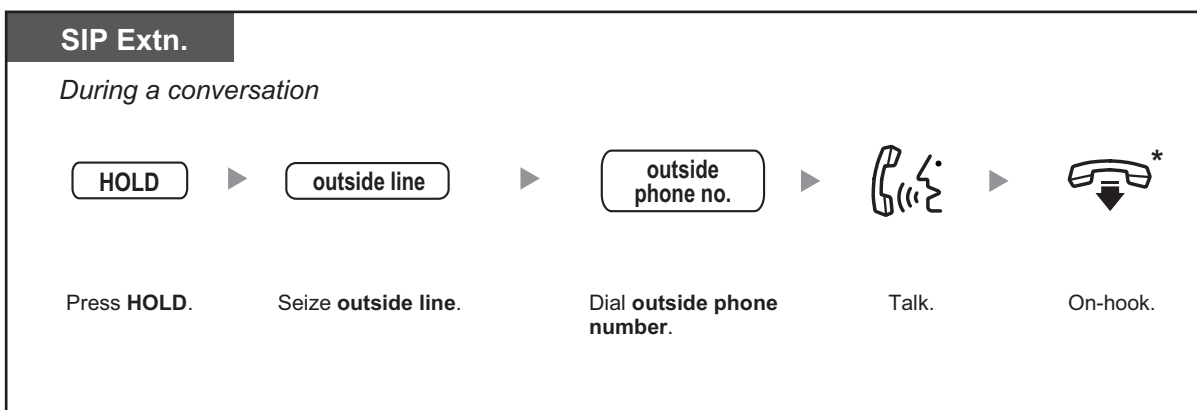 SIP Extn.
During a conversation
HOLD
outside line
outside
phone no.
*
Press HOLD.
Seize outside line.
Dial outside phone
number.
Talk.
On-hook.